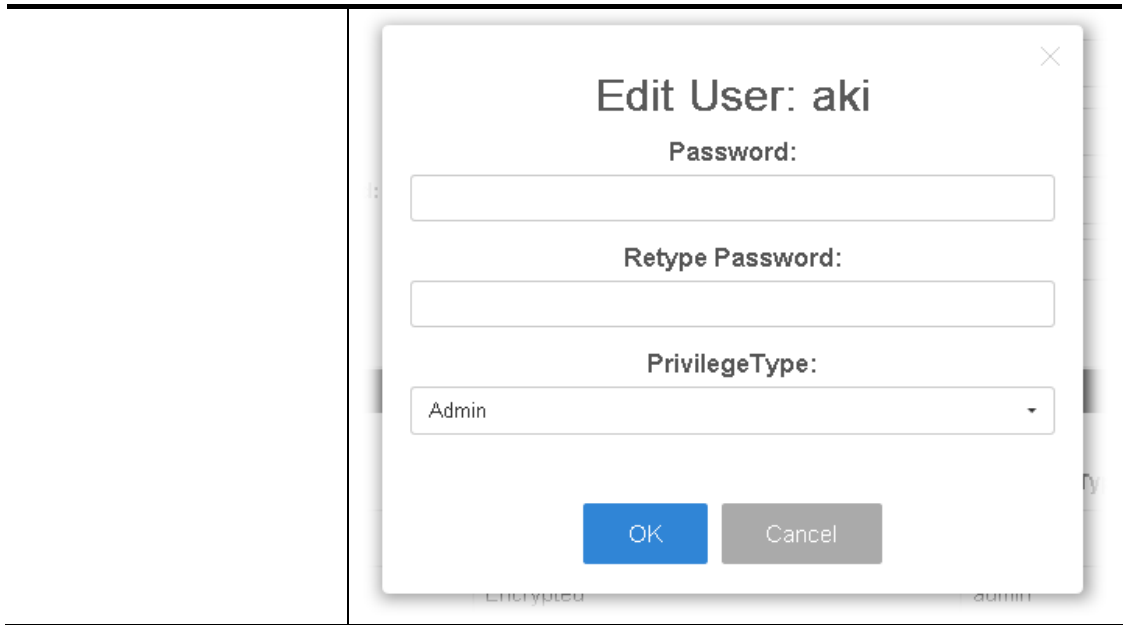 Edit User: aki
Password:
Retype Password:
PrivilegeType:
Admin
OK
Cancel
Encrypted
admin